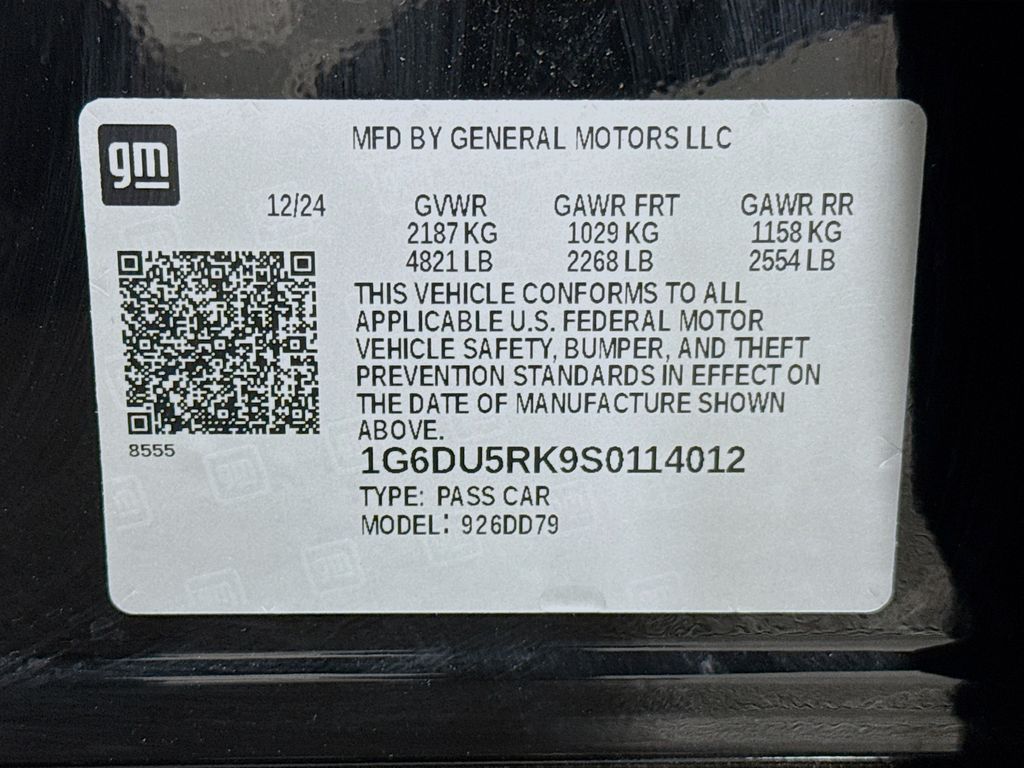 gm
MFD BY GENERAL MOTORS LLC
12/24 GVWR GAWR FRT GAWR RR
2187 KG 1029 KG 1158 KG
4821 LB 2268 LB 2554 LB
THIS VEHICLE CONFORMS TO ALL
APPLICABLE U.S. FEDERAL MOTOR
VEHICLE SAFETY, BUMPER, AND THEFT
PREVENTION STANDARDS IN EFFECT ON
THE DATE OF MANUFACTURE SHOWN
ABOVE.
8555
1G6DU5RK9S0114012
TYPE: PASS CAR
MODEL: 926DD79